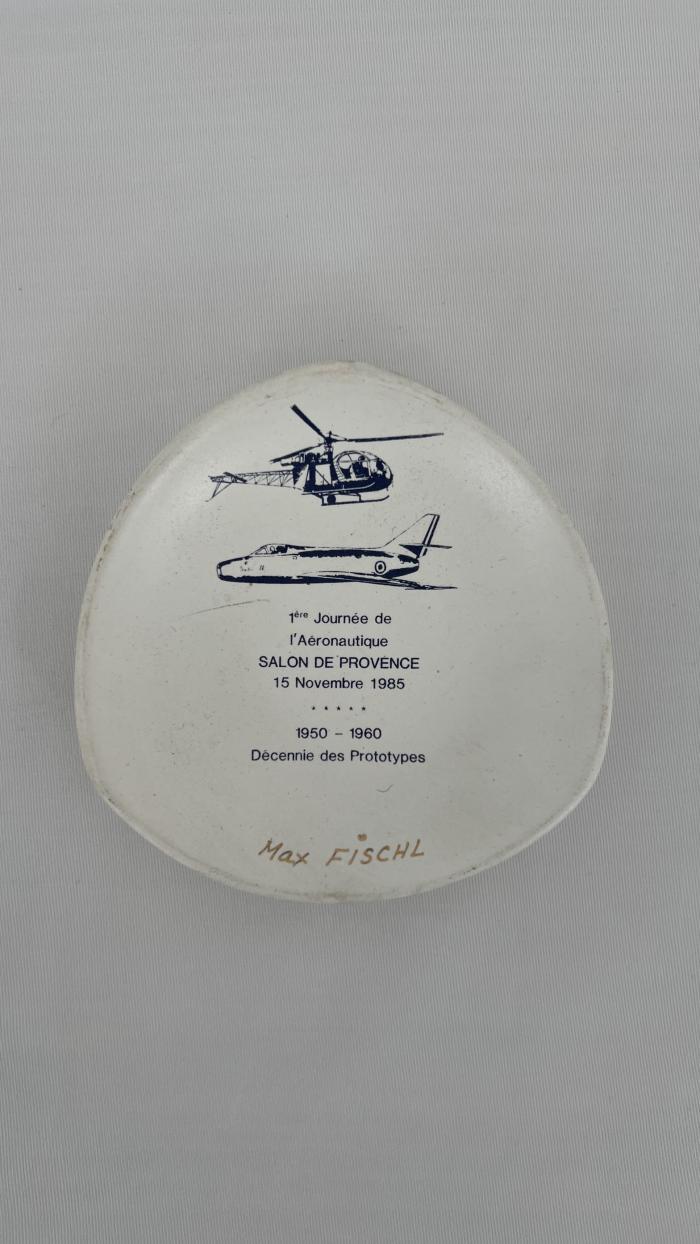 1ère Journée de
l'Aéronautique
SALON DE PROVENCE
15 Novembre 1985
* * * * *
1950 – 1960
Décennie des Prototypes
Max FISCHL